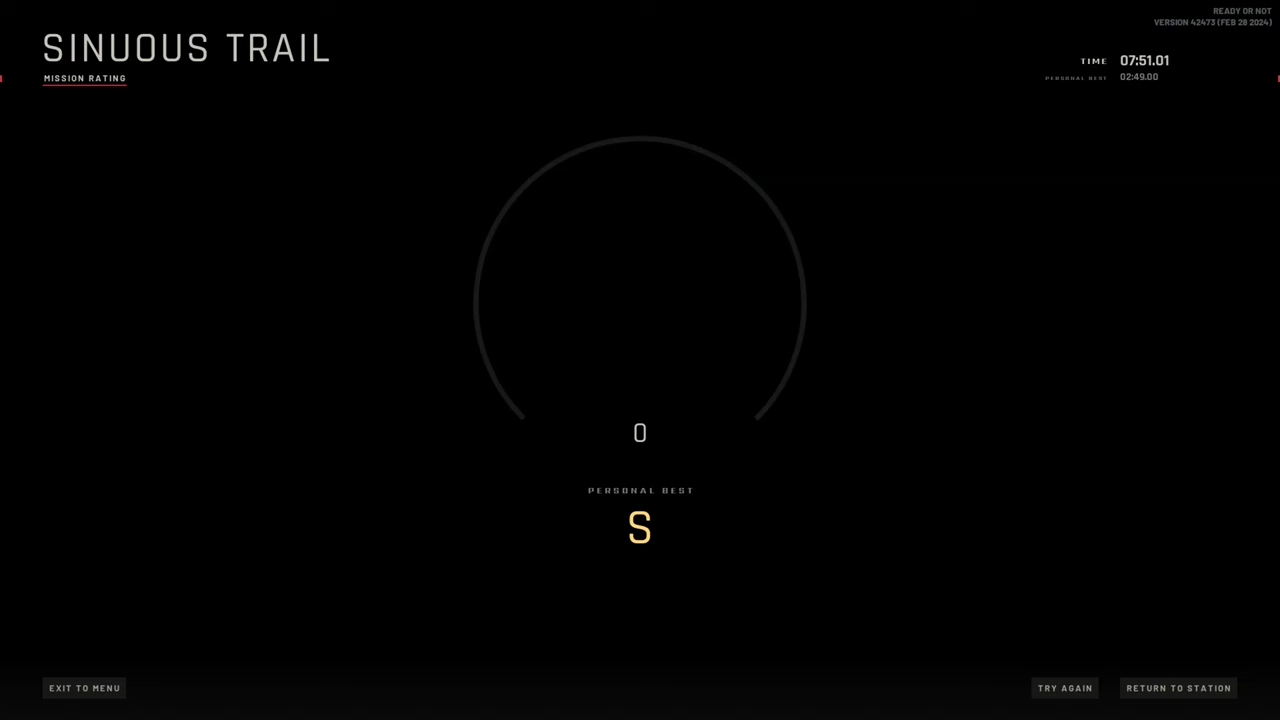 READY OR NOT
VERSION 42473 (FEB 28 2024)
SINUOUS TRAIL
MISSION RATING
TIME 07:51.01
PERSONAL BEST 02:49.00
0
PERSONAL BEST
S
EXIT TO MENU
TRY AGAIN
RETURN TO STATION